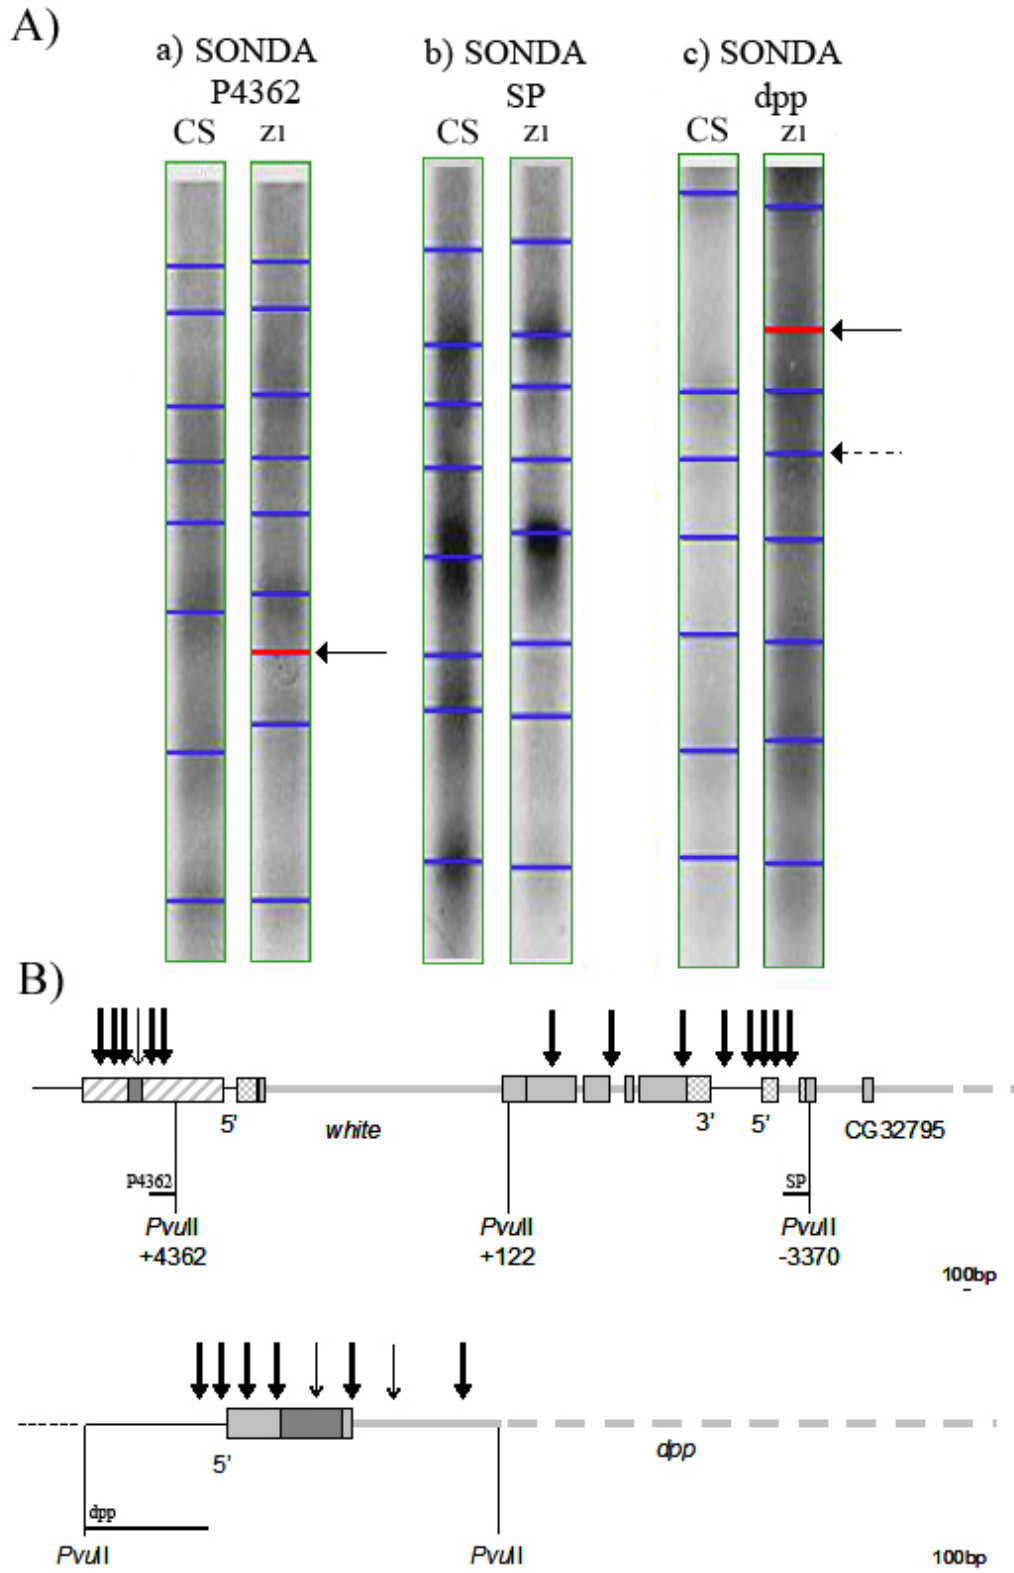 A)
a) SONDA
P4362
CS z1
b) SONDA
SP
CS z1
c) SONDA
dpp
CS z1
B)
5' white 3' 5' CG32795
P4362 SP
PvuII PvuII PvuII
+4362 +122 -3370
100bp
5' dpp
dpp
PvuII PvuII 100bp